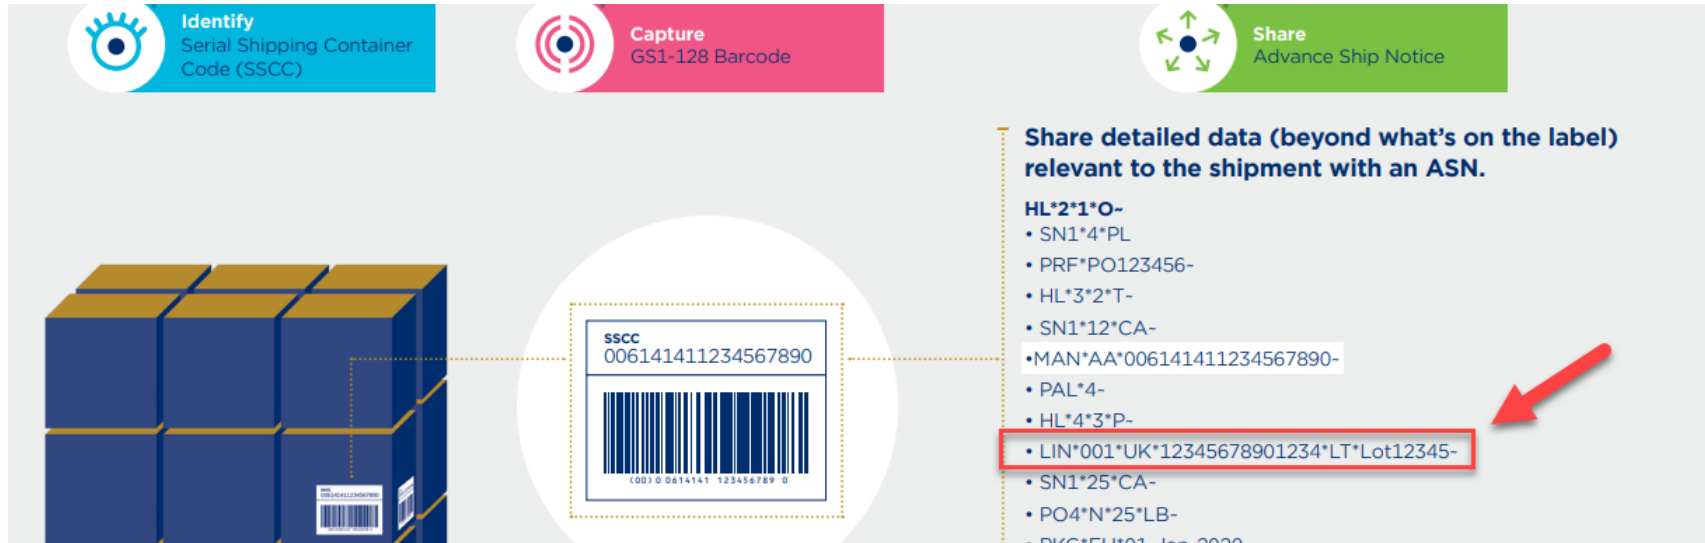 Identify
Serial Shipping Container
Code (SSCC)
Capture
GS1-128 Barcode
Share
Advance Ship Notice
Share detailed data (beyond what's on the label)
relevant to the shipment with an ASN.
HL*2*1*O~
• SN1*4*PL
• PRF*PO123456~
• HL*3*2*T~
• SN1*12*CA~
•MAN*AA*006141411234567890~
• PAL*4~
• HL*4*3*P~
• LIN*001*UK*12345678901234*LT*Lot12345~
• SN1*25*CA~
• PO4*N*25*LB~
SSCC
006141411234567890
(00) 0 0614141 123456789 0
SSCC
006141411234567890